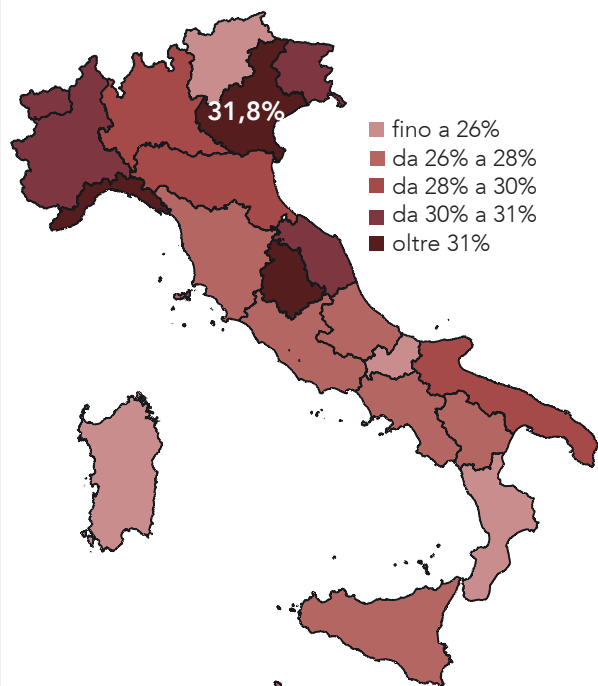 31,8%
fino a 26%
da 26% a 28%
da 28% a 30%
da 30% a 31%
oltre 31%